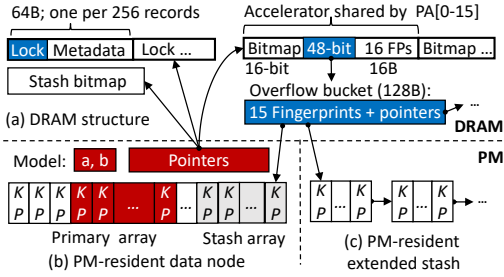 64B; one per 256 records
Accelerator shared by PA[0-15]
Lock Metadata Lock ...
Bitmap 48-bit 16 FPs Bitmap ...
16-bit 16B
Stash bitmap
Overflow bucket (128B):
15 Fingerprints + pointers ...
(a) DRAM structure
DRAM
PM
Model: a, b Pointers
K K K K K ... K ... K K K ... K
P P P P P P P P P P
Primary array Stash array
(b) PM-resident data node
K ... K K ... K ...
P P P P
(c) PM-resident
extended stash